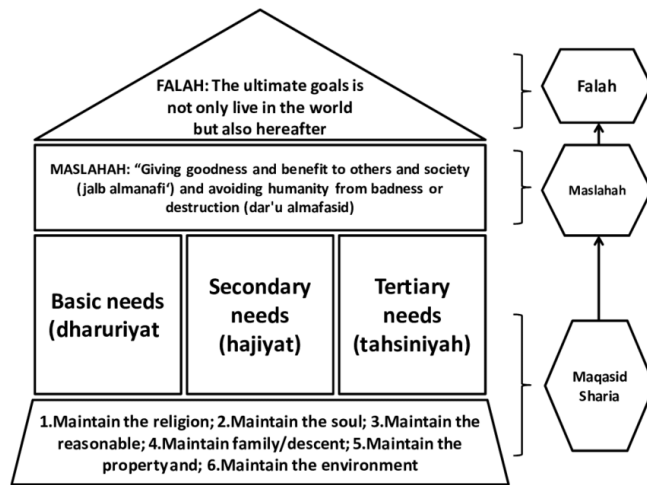 FALAH: The ultimate goals is
not only live in the world
but also hereafter
Falah
MASLAHAH: “Giving goodness and benefit to others and society
(jalb almanafi‘) and avoiding humanity from badness or
destruction (dar'u almafasid)
Maslahah
Basic needs
(dharuriyat
Secondary
needs
(hajiyat)
Tertiary
needs
(tahsiniyah)
Maqasid
Sharia
1.Maintain the religion; 2.Maintain the soul; 3.Maintain the
reasonable; 4.Maintain family/descent; 5.Maintain the
property and; 6.Maintain the environment